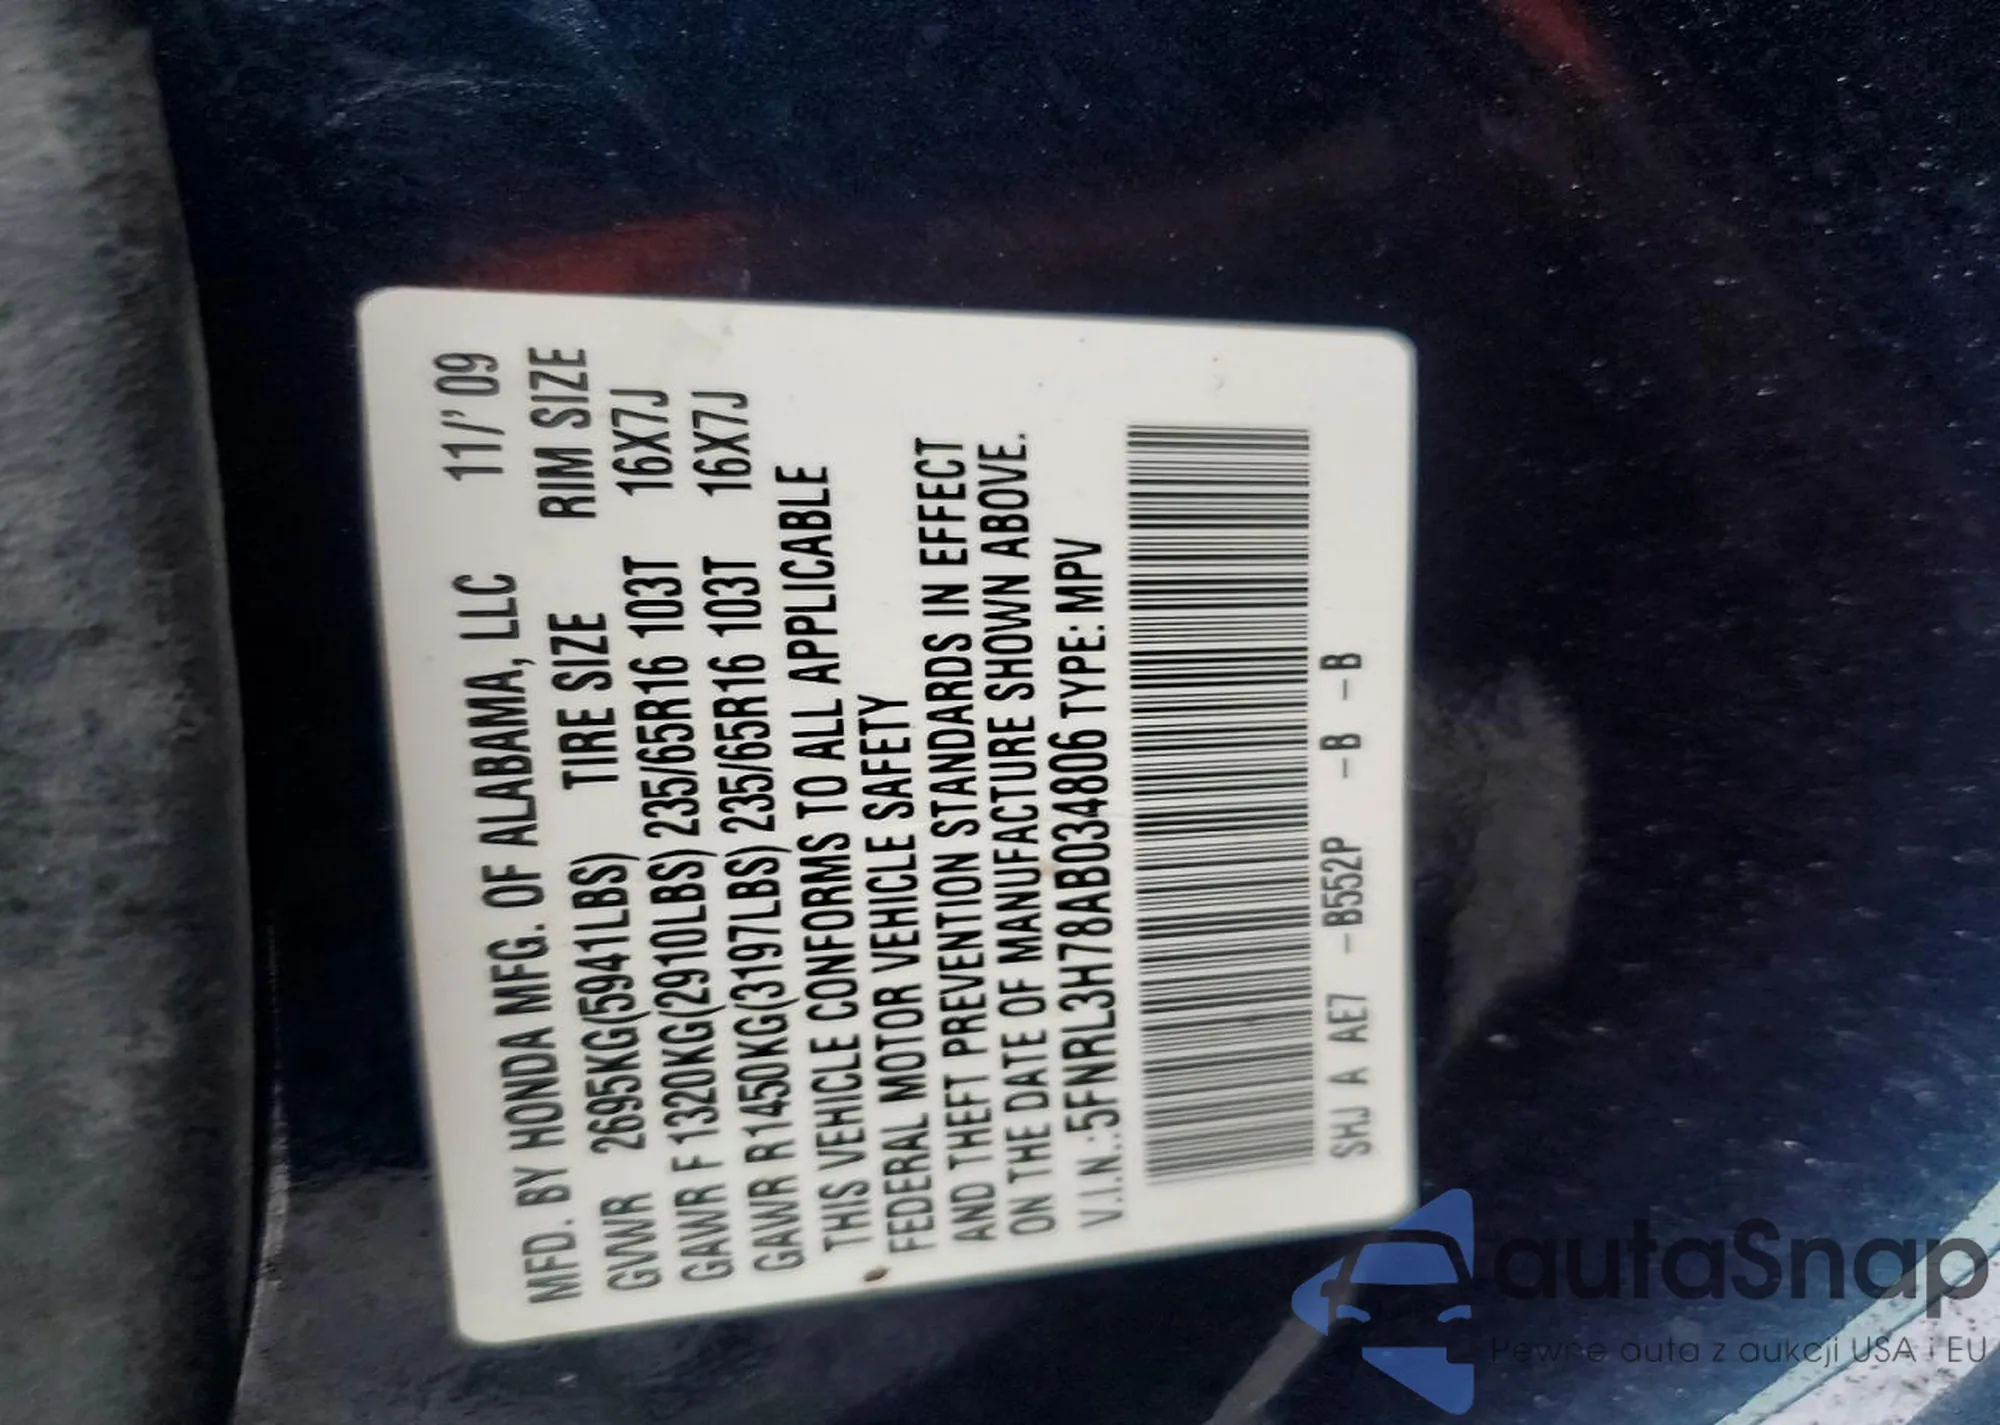 MFD. BY HONDA MFG. OF ALABAMA, LLC 11/'09
GVWR 2695KG(5941LBS) TIRE SIZE RIM SIZE
GAWR F 1320KG(2910LBS) 235/65R16 103T 16X7J
GAWR R1450KG(3197LBS) 235/65R16 103T 16X7J
THIS VEHICLE CONFORMS TO ALL APPLICABLE
FEDERAL MOTOR VEHICLE SAFETY
AND THEFT PREVENTION STANDARDS IN EFFECT
ON THE DATE OF MANUFACTURE SHOWN ABOVE.
V.I.N.:5FNRL3H78AB034806 TYPE: MPV
SHJ A AE7 -B552P -B -B
autaSnap
Pewne auta z aukcji USA i EU